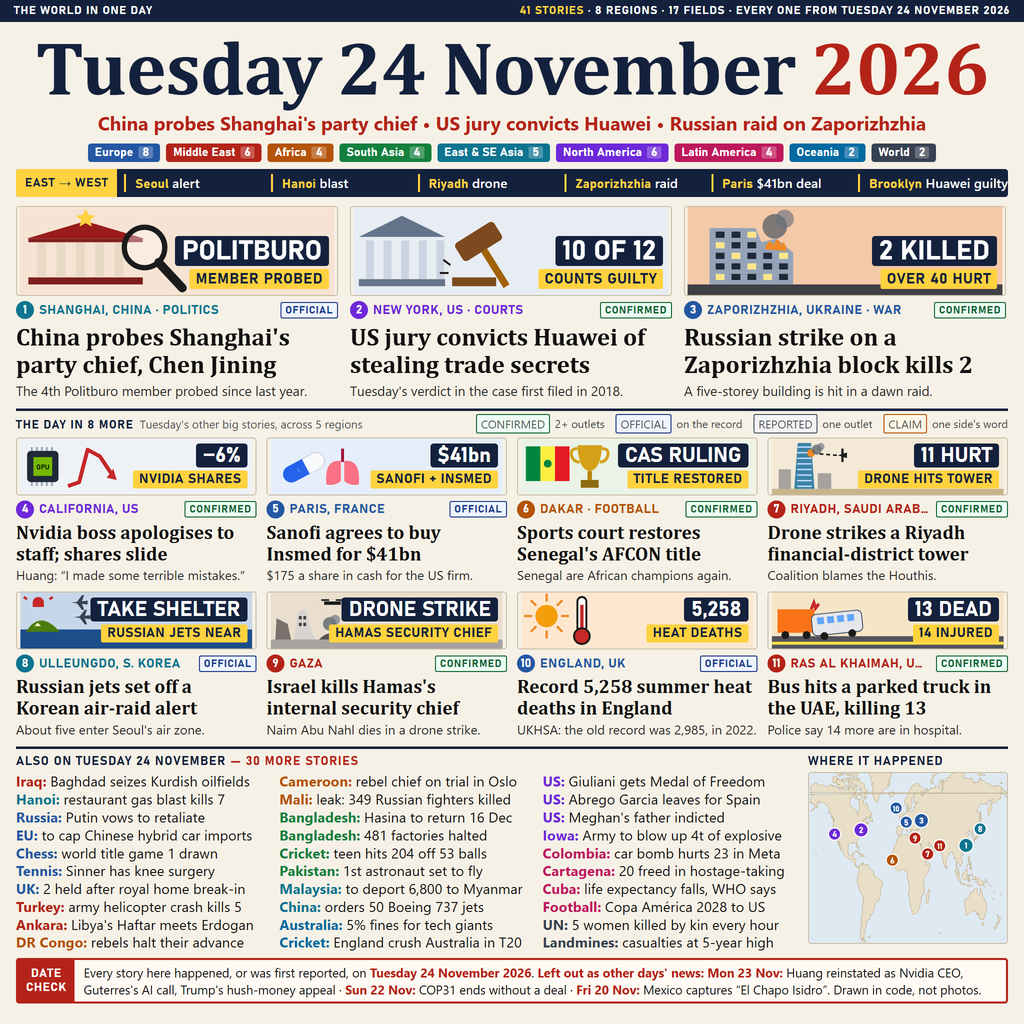 THE WORLD IN ONE DAY
41 STORIES · 8 REGIONS · 17 FIELDS · EVERY ONE FROM TUESDAY 24 NOVEMBER 2026
Tuesday 24 November 2026
China probes Shanghai's party chief • US jury convicts Huawei • Russian raid on Zaporizhzhia
Europe 8 Middle East 6 Africa 4 South Asia 4 East & SE Asia 5 North America 6 Latin America 4 Oceania 2 World 2
EAST → WEST Seoul alert Hanoi blast Riyadh drone Zaporizhzhia raid Paris $41bn deal Brooklyn Huawei guilty
POLITBURO
MEMBER PROBED
1 SHANGHAI, CHINA · POLITICS OFFICIAL
China probes Shanghai's
party chief, Chen Jining
The 4th Politburo member probed since last year.
10 OF 12
COUNTS GUILTY
2 NEW YORK, US · COURTS CONFIRMED
US jury convicts Huawei of
stealing trade secrets
Tuesday's verdict in the case first filed in 2018.
2 KILLED
OVER 40 HURT
3 ZAPORIZHZHIA, UKRAINE · WAR CONFIRMED
Russian strike on a
Zaporizhzhia block kills 2
A five-storey building is hit in a dawn raid.
THE DAY IN 8 MORE Tuesday's other big stories, across 5 regions
CONFIRMED 2+ outlets OFFICIAL on the record REPORTED one outlet CLAIM one side's word
GPU
−6%
NVIDIA SHARES
4 CALIFORNIA, US CONFIRMED
Nvidia boss apologises to
staff; shares slide
Huang: “I made some terrible mistakes.”
$41bn
SANOFI + INSMED
5 PARIS, FRANCE OFFICIAL
Sanofi agrees to buy
Insmed for $41bn
$175 a share in cash for the US firm.
CAS RULING
TITLE RESTORED
6 DAKAR · FOOTBALL CONFIRMED
Sports court restores
Senegal's AFCON title
Senegal are African champions again.
11 HURT
DRONE HITS TOWER
7 RIYADH, SAUDI ARAB… CONFIRMED
Drone strikes a Riyadh
financial-district tower
Coalition blames the Houthis.
TAKE SHELTER
RUSSIAN JETS NEAR
8 ULLEUNGDO, S. KOREA OFFICIAL
Russian jets set off a
Korean air-raid alert
About five enter Seoul's air zone.
DRONE STRIKE
HAMAS SECURITY CHIEF
9 GAZA CONFIRMED
Israel kills Hamas's
internal security chief
Naim Abu Nahl dies in a drone strike.
5,258
HEAT DEATHS
10 ENGLAND, UK OFFICIAL
Record 5,258 summer heat
deaths in England
UKHSA: the old record was 2,985, in 2022.
13 DEAD
14 INJURED
11 RAS AL KHAIMAH, U… CONFIRMED
Bus hits a parked truck in
the UAE, killing 13
Police say 14 more are in hospital.
ALSO ON TUESDAY 24 NOVEMBER — 30 MORE STORIES
Iraq: Baghdad seizes Kurdish oilfields
Hanoi: restaurant gas blast kills 7
Russia: Putin vows to retaliate
EU: to cap Chinese hybrid car imports
Chess: world title game 1 drawn
Tennis: Sinner has knee surgery
UK: 2 held after royal home break-in
Turkey: army helicopter crash kills 5
Ankara: Libya's Haftar meets Erdogan
DR Congo: rebels halt their advance
Cameroon: rebel chief on trial in Oslo
Mali: leak: 349 Russian fighters killed
Bangladesh: Hasina to return 16 Dec
Bangladesh: 481 factories halted
Cricket: teen hits 204 off 53 balls
Pakistan: 1st astronaut set to fly
Malaysia: to deport 6,800 to Myanmar
China: orders 50 Boeing 737 jets
Australia: 5% fines for tech giants
Cricket: England crush Australia in T20
US: Giuliani gets Medal of Freedom
US: Abrego Garcia leaves for Spain
US: Meghan's father indicted
Iowa: Army to blow up 4t of explosive
Colombia: car bomb hurts 23 in Meta
Cartagena: 20 freed in hostage-taking
Cuba: life expectancy falls, WHO says
Football: Copa América 2028 to US
UN: 5 women killed by kin every hour
Landmines: casualties at 5-year high
WHERE IT HAPPENED
10
5 3
4 2
8
9
1
7 11
6
DATE
CHECK
Every story here happened, or was first reported, on Tuesday 24 November 2026. Left out as other days' news: Mon 23 Nov: Huang reinstated as Nvidia CEO,
Guterres's AI call, Trump's hush-money appeal · Sun 22 Nov: COP31 ends without a deal · Fri 20 Nov: Mexico captures “El Chapo Isidro”. Drawn in code, not photos.